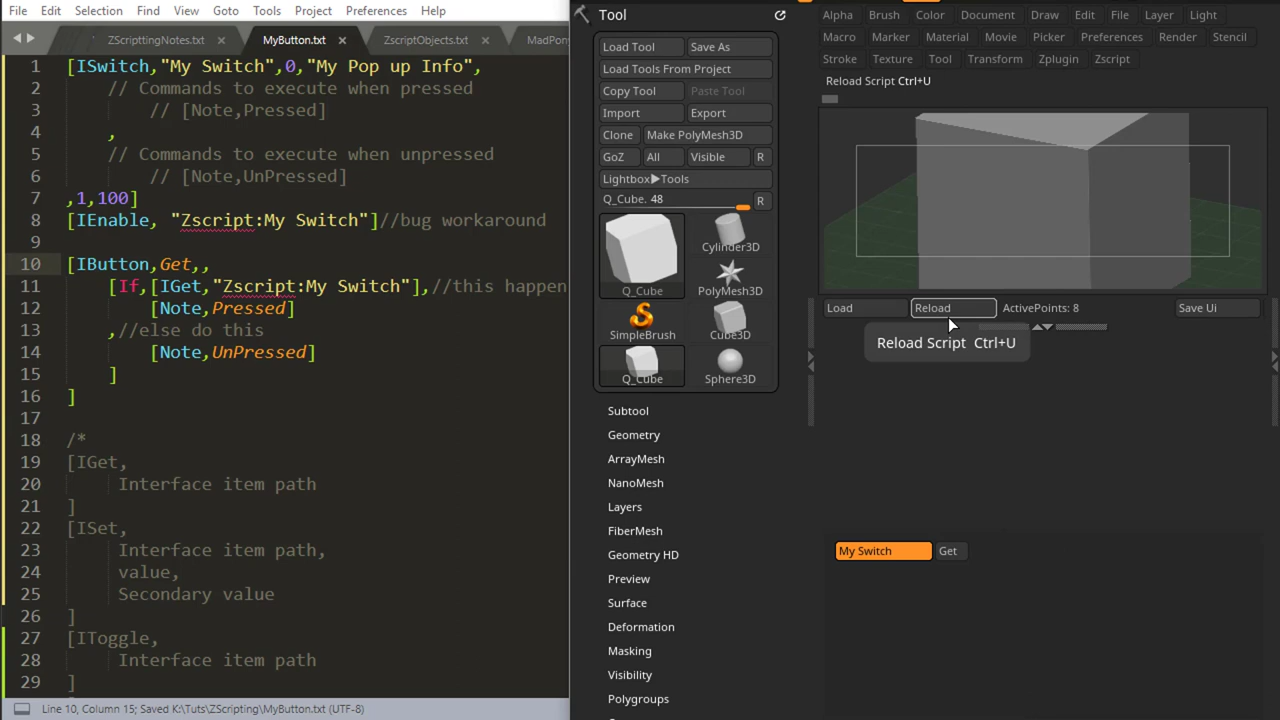 File Edit Selection Find View Goto Tools Project Preferences Help
ZScripttingNotes.txt MyButton.txt ZscriptObjects.txt MadPon
1 [ISwitch,"My Switch",0,"My Pop up Info",
2 // Commands to execute when pressed
3 // [Note,Pressed]
4 ,
5 // Commands to execute when unpressed
6 // [Note,UnPressed]
7 ,1,100]
8 [IEnable, "Zscript:My Switch"]//bug workaround
9
10 [IButton,Get,,
11 [If,[IGet,"Zscript:My Switch"],//this happen
12 [Note,Pressed]
13 ,//else do this
14 [Note,UnPressed]
15 ]
16 ]
17
18 /*
19 [IGet,
20 Interface item path
21 ]
22 [ISet,
23 Interface item path,
24 value,
25 Secondary value
26 ]
27 [IToggle,
28 Interface item path
29 ]
Line 10, Column 15; Saved K:\Tuts\ZScripting\MyButton.txt (UTF-8)
Tool
Load Tool Save As
Load Tools From Project
Copy Tool Paste Tool
Import Export
Clone Make PolyMesh3D
GoZ All Visible R
Lightbox▶Tools
Q_Cube. 48 R
Q_Cube Cylinder3D
PolyMesh3D
SimpleBrush Cube3D
Q_Cube Sphere3D
Subtool
Geometry
ArrayMesh
NanoMesh
Layers
FiberMesh
Geometry HD
Preview
Surface
Deformation
Masking
Visibility
Polygroups
Alpha Brush Color Document Draw Edit File Layer Light
Macro Marker Material Movie Picker Preferences Render Stencil
Stroke Texture Tool Transform Zplugin Zscript
Reload Script Ctrl+U
Load Reload ActivePoints: 8 Save Ui
Reload Script Ctrl+U
My Switch Get